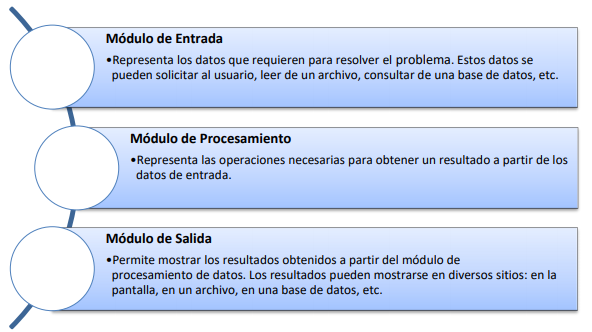 Módulo de Entrada
•Representa los datos que requieren para resolver el problema. Estos datos se
pueden solicitar al usuario, leer de un archivo, consultar de una base de datos, etc.
Módulo de Procesamiento
•Representa las operaciones necesarias para obtener un resultado a partir de los
datos de entrada.
Módulo de Salida
•Permite mostrar los resultados obtenidos a partir del módulo de
procesamiento de datos. Los resultados pueden mostrarse en diversos sitios: en la
pantalla, en un archivo, en una base de datos, etc.